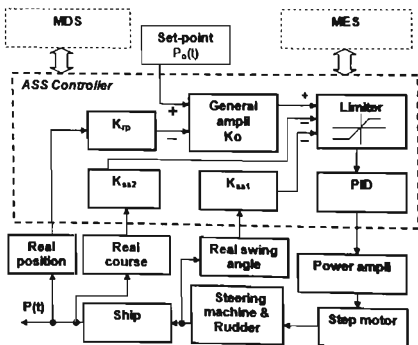 MDS
Set-point
P₀(t)
MES
ASS Controller
+
−
Krp
General
ampli
Ko
+
−
−
Limiter
Kss2
Kss1
PID
Real
position
Real
course
Real swing
angle
Power ampli
P(t)
Ship
Steering
machine &
Rudder
Step motor